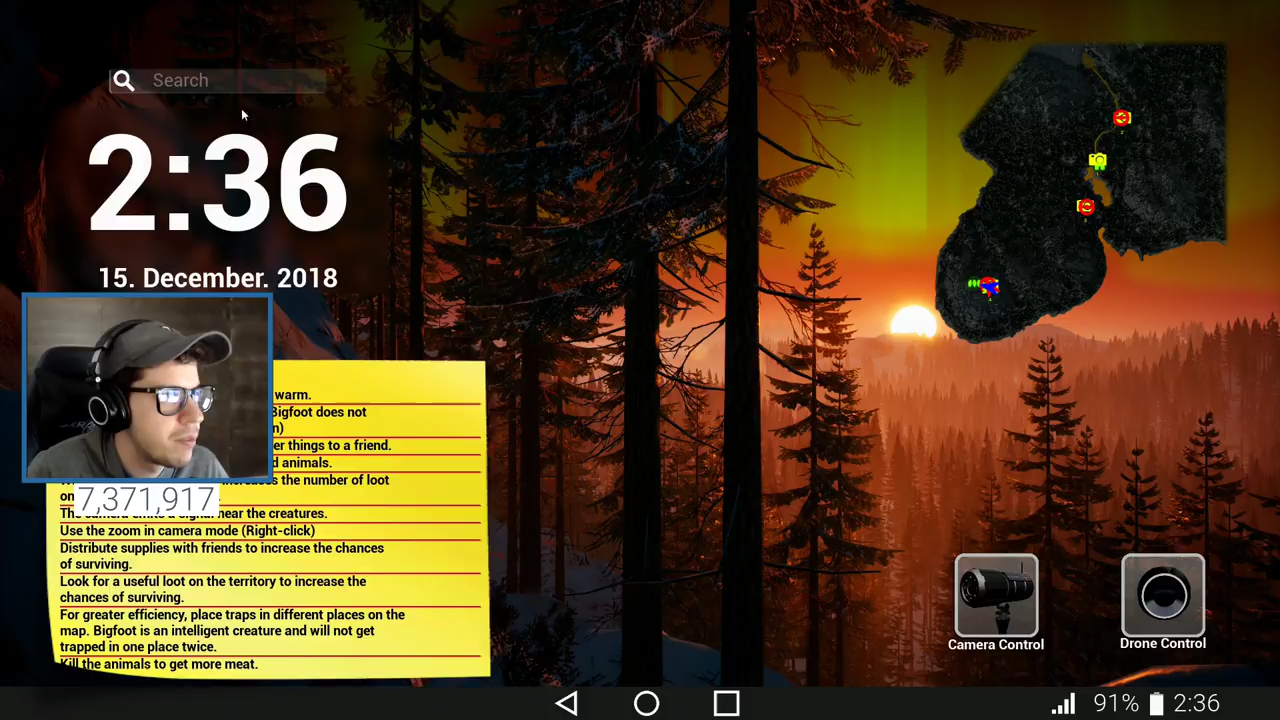 Search
2:36
15. December. 2018
warm.
Bigfoot does not
er things to a friend.
animals.
increases the number of loot
on
7,371,917
near the creatures.
Use the zoom in camera mode (Right-click)
Distribute supplies with friends to increase the chances
of surviving.
Look for a useful loot on the territory to increase the
chances of surviving.
For greater efficiency, place traps in different places on the
map. Bigfoot is an intelligent creature and will not get
trapped in one place twice.
Kill the animals to get more meat.
Camera Control
Drone Control
91%
2:36